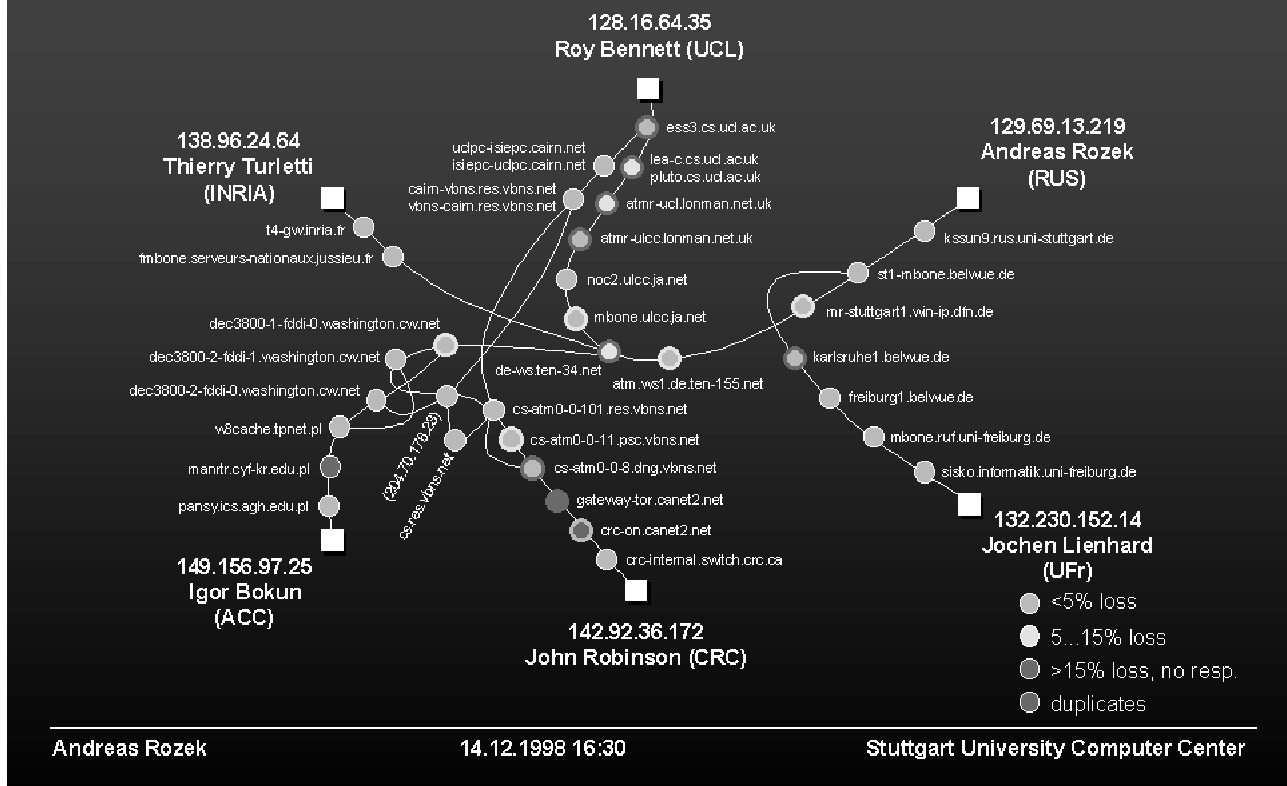 128.16.64.35
Roy Bennett (UCL)
138.96.24.64
Thierry Turletti
(INRIA)
129.69.13.219
Andreas Rozek
(RUS)
ess3.cs.ucl.ac.uk
uclpc-isiepc.cairn.net
isiepc-uclpc.cairn.net
lea-c.cs.ucl.ac.uk
pluto.cs.ucl.ac.uk
cairn-vbns.res.vbns.net
vbns-cairn.res.vbns.net
atmr-ucl.lonman.net.uk
t4-gw.inria.fr
atmr-ulcc.lonman.net.uk
kssun9.rus.uni-stuttgart.de
fmbone.serveurs-nationaux.jussieu.fr
noc2.ulcc.ja.net
st1-mbone.belwue.de
dec3800-1-fddi-0.washington.cw.net
mbone.ulcc.ja.net
mr-stuttgart1.win-ip.dfn.de
dec3800-2-fddi-1.washington.cw.net
de-ws.ten-34.net
atm.ws1.de.ten-155.net
karlsruhe1.belwue.de
dec3800-2-fddi-0.washington.cw.net
freiburg1.belwue.de
w8cache.tpnet.pl
(204.70.176.29)
cs.res.vbns.net
cs-atm0-0-101.res.vbns.net
cs-atm0-0-11.psc.vbns.net
mbone.ruf.uni-freiburg.de
manrtr.cyf-kr.edu.pl
cs-atm0-0-8.dng.vbns.net
sisko.informatik.uni-freiburg.de
pansy.ics.agh.edu.pl
gateway-tor.canet2.net
crc-on.canet2.net
crc-internal.switch.crc.ca
149.156.97.25
Igor Bokun
(ACC)
142.92.36.172
John Robinson (CRC)
132.230.152.14
Jochen Lienhard
(UFr)
<5% loss
5...15% loss
>15% loss, no resp.
duplicates
Andreas Rozek
14.12.1998 16:30
Stuttgart University Computer Center